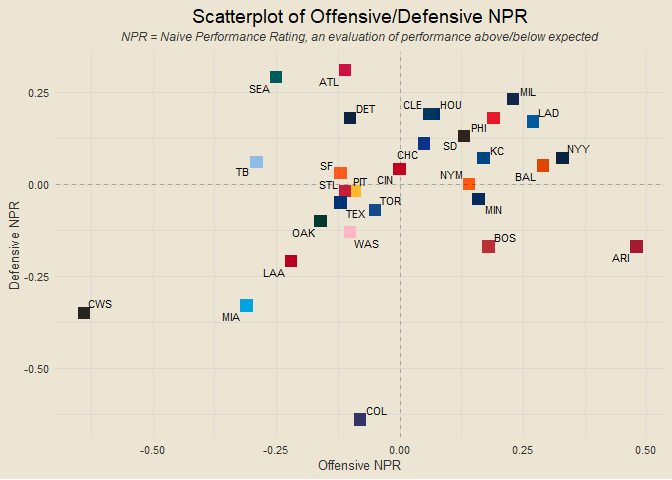 Scatterplot of Offensive/Defensive NPR
NPR = Naive Performance Rating, an evaluation of performance above/below expected
ATL
SEA
MIL
0.25
CLE
HOU
DET
LAD
PHI
SD
KC
NYY
CHC
TB
SF
BAL
NYM
CIN
0.00
STL
PIT
TOR
TEX
MIN
OAK
WAS
BOS
ARI
LAA
-0.25
CWS
MIA
-0.50
COL
Defensive NPR
-0.50
-0.25
0.00
0.25
0.50
Offensive NPR